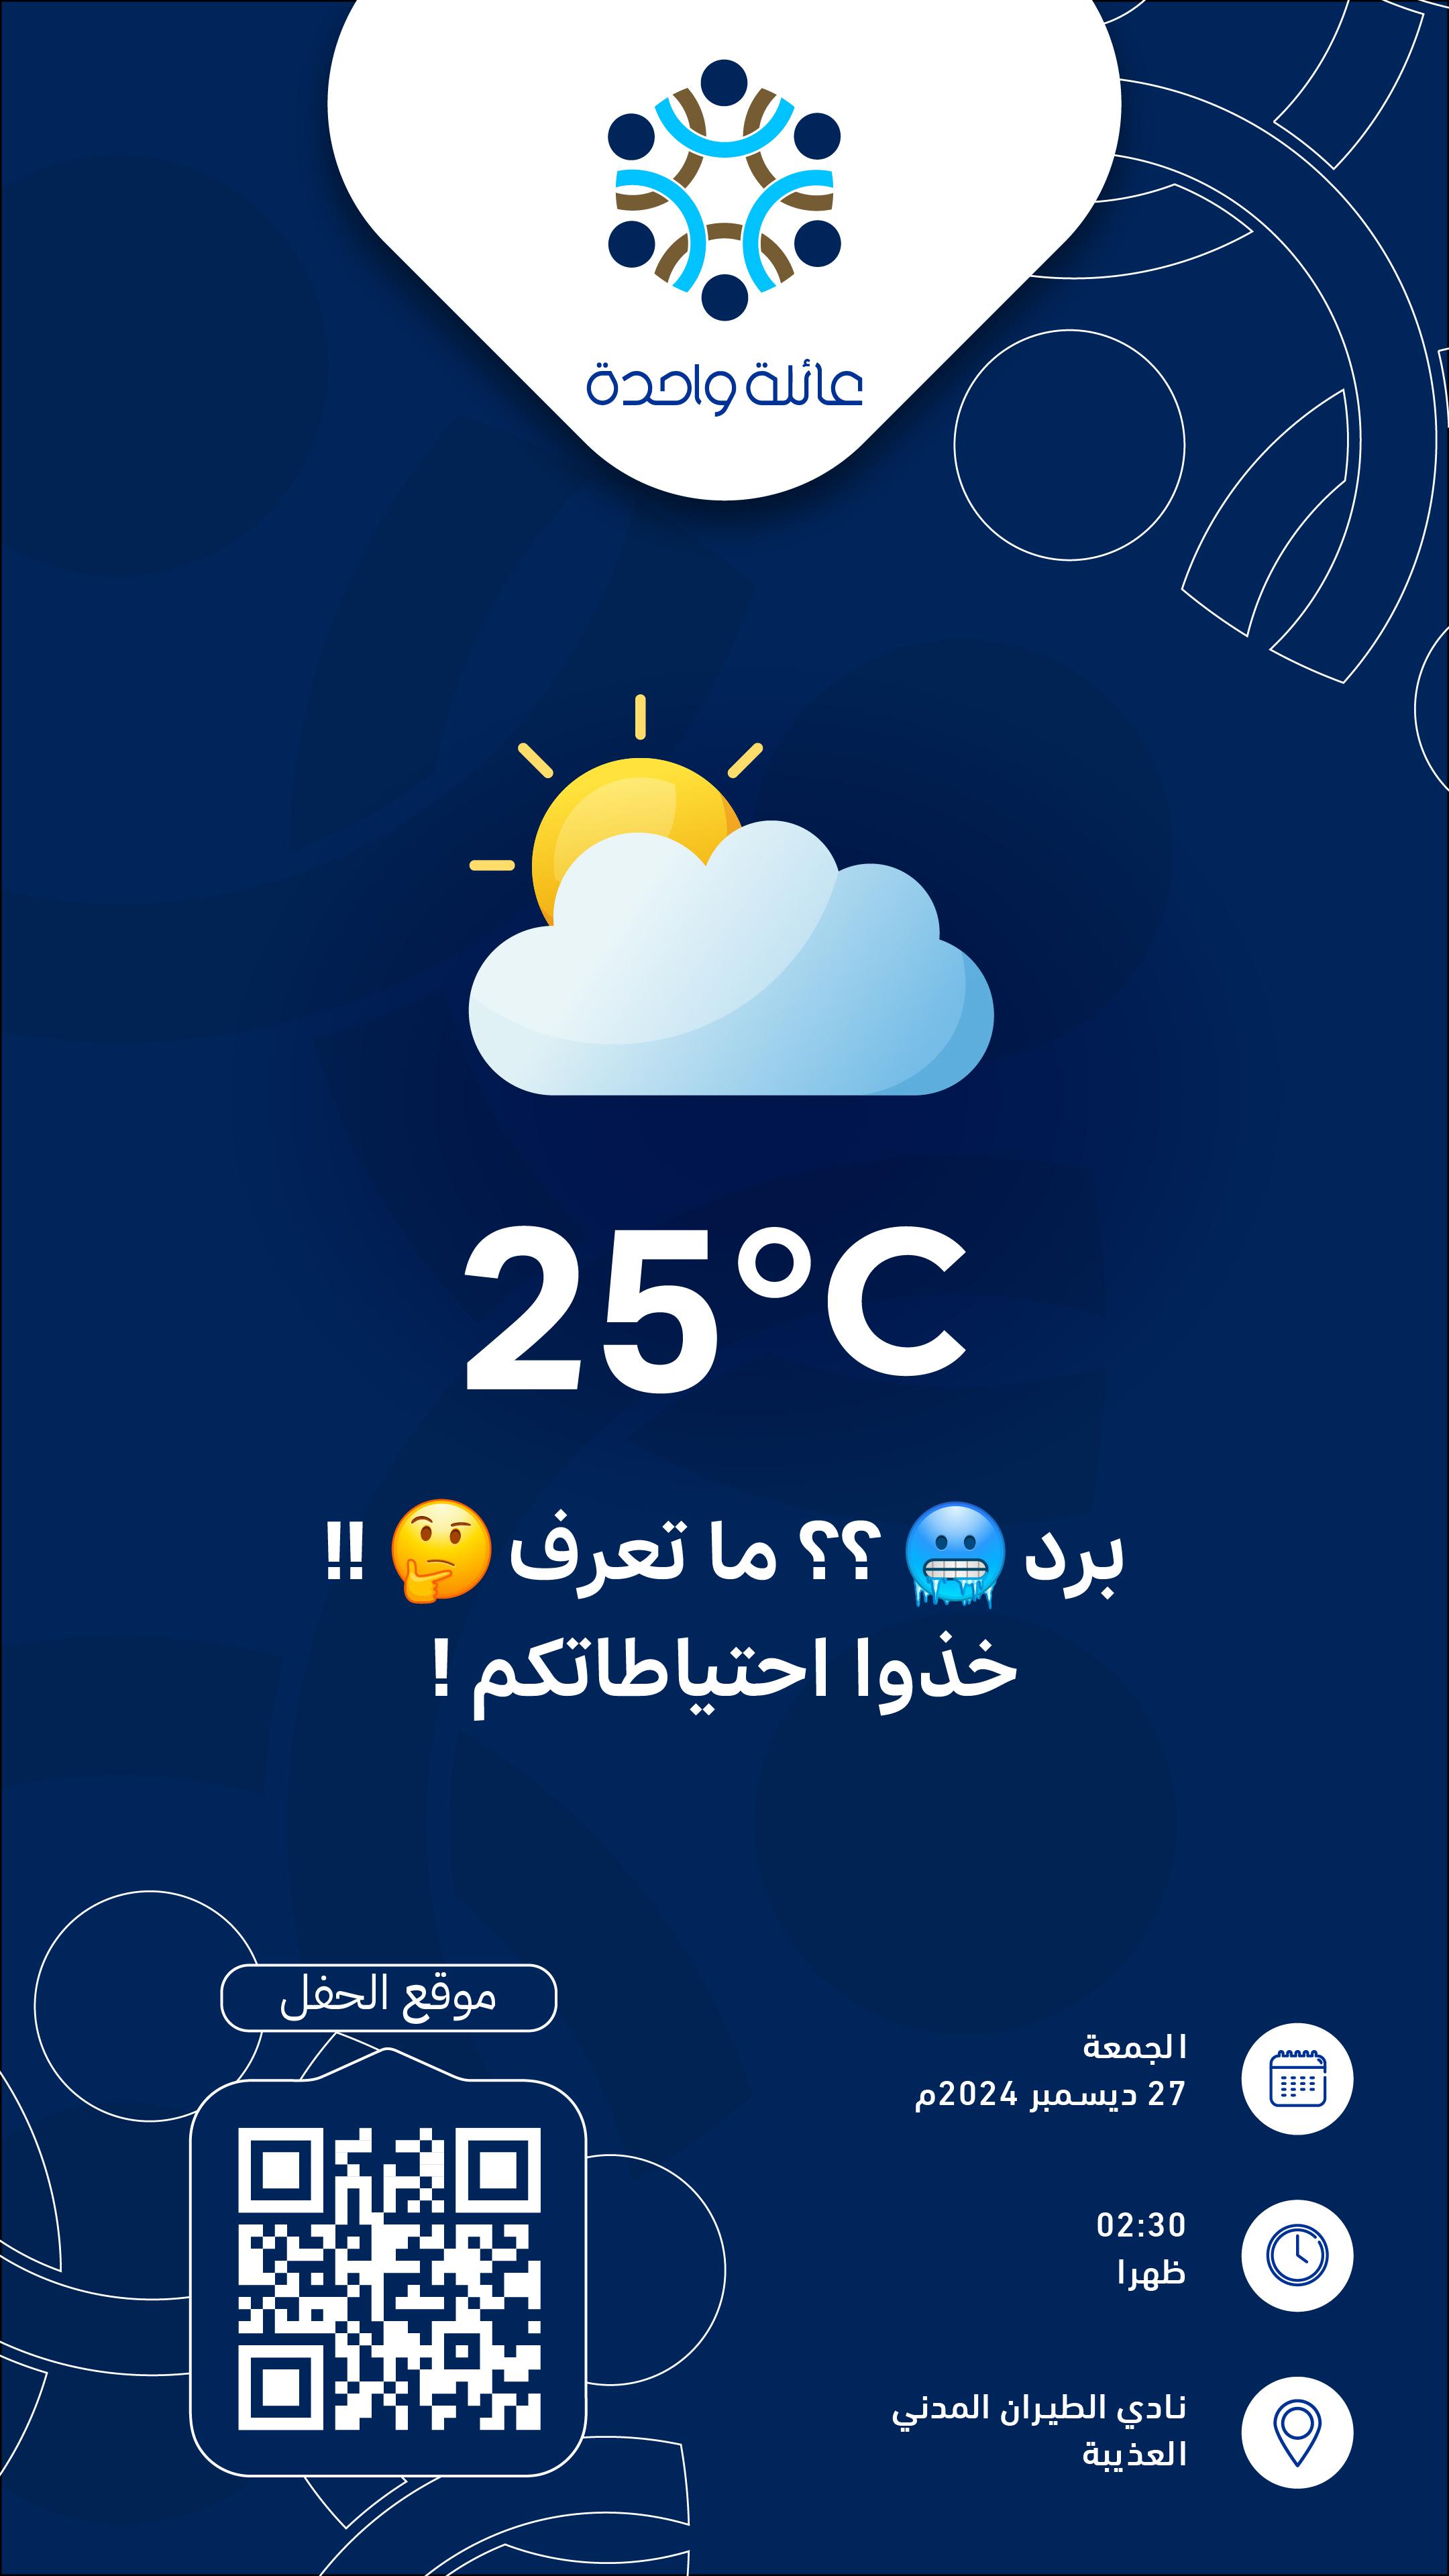 عائلة واحدة
25°C
برد 🥶 ؟؟ ما تعرف 🤔 !!
خذوا احتياطاتكم !
موقع الحفل
الجمعة
27 ديسمبر 2024م
02:30
ظهرا
نادي الطيران المدني
العذيبة